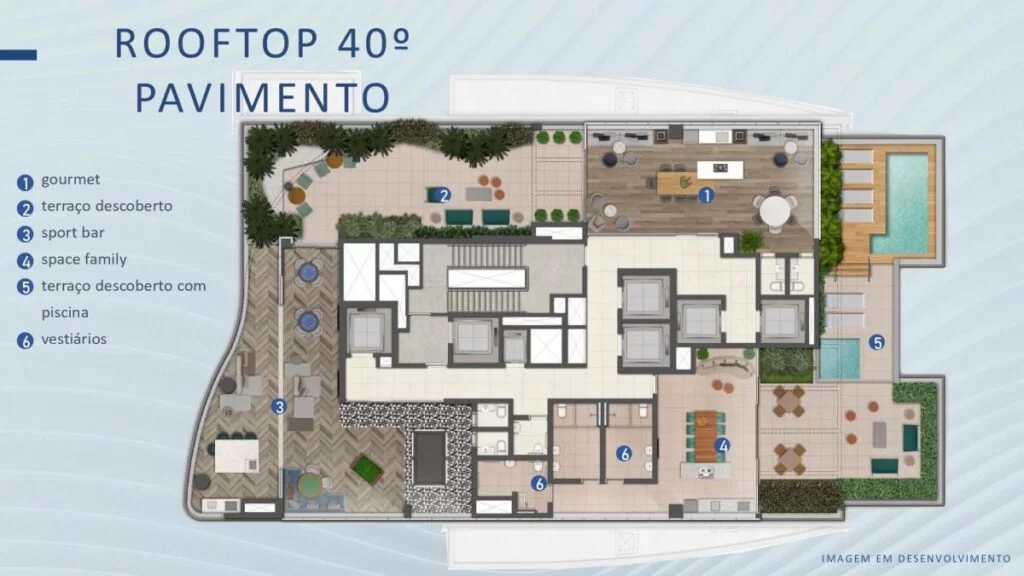 ROOFTOP 40º
PAVIMENTO
1 gourmet
2 terraço descoberto
3 sport bar
4 space family
5 terraço descoberto com
piscina
6 vestiários
2
1
5
3
4
6
6
IMAGEM EM DESENVOLVIMENTO